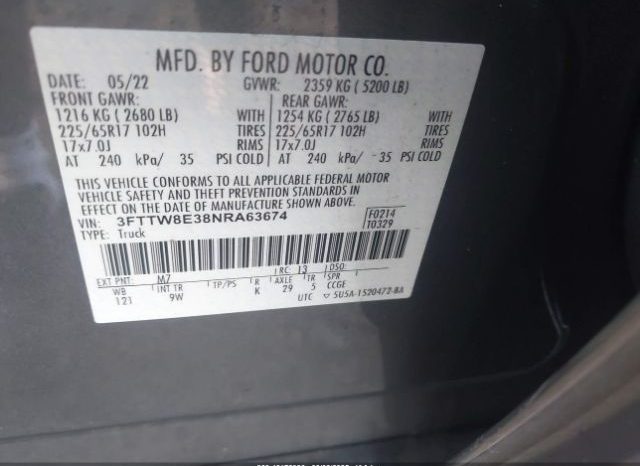 MFD. BY FORD MOTOR CO.
DATE: 05/22 GVWR: 2359 KG ( 5200 LB)
FRONT GAWR: REAR GAWR:
1216 KG ( 2680 LB) WITH 1254 KG ( 2765 LB) WITH
225/65R17 102H TIRES 225/65R17 102H TIRES
17x7.0J RIMS 17x7.0J RIMS
AT 240 kPa/ 35 PSI COLD AT 240 kPa/ 35 PSI COLD
THIS VEHICLE CONFORMS TO ALL APPLICABLE FEDERAL MOTOR
VEHICLE SAFETY AND THEFT PREVENTION STANDARDS IN
EFFECT ON THE DATE OF MANUFACTURE SHOWN ABOVE.
VIN: 3FTTW8E38NRA63674 F0214
TYPE: Truck T0329
EXT PNT: M7 RC: 13 DSO:
WB INT TR TP/PS R AXLE TR SPR
121 9W K 29 5 CCGE
UTC ▽ 5U5A-1520472-BA